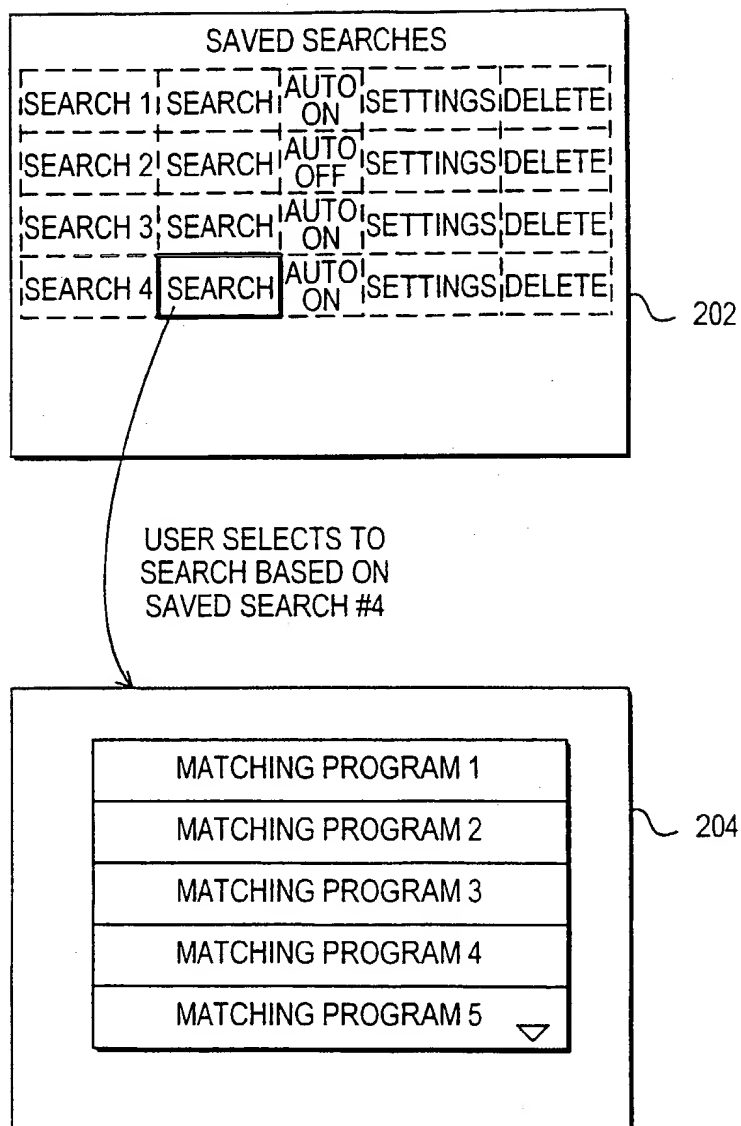 SAVED SEARCHES
SEARCH 1 SEARCH AUTO ON SETTINGS DELETE
SEARCH 2 SEARCH AUTO OFF SETTINGS DELETE
SEARCH 3 SEARCH AUTO ON SETTINGS DELETE
SEARCH 4 SEARCH AUTO ON SETTINGS DELETE
202
USER SELECTS TO
SEARCH BASED ON
SAVED SEARCH #4
MATCHING PROGRAM 1
MATCHING PROGRAM 2
204
MATCHING PROGRAM 3
MATCHING PROGRAM 4
MATCHING PROGRAM 5